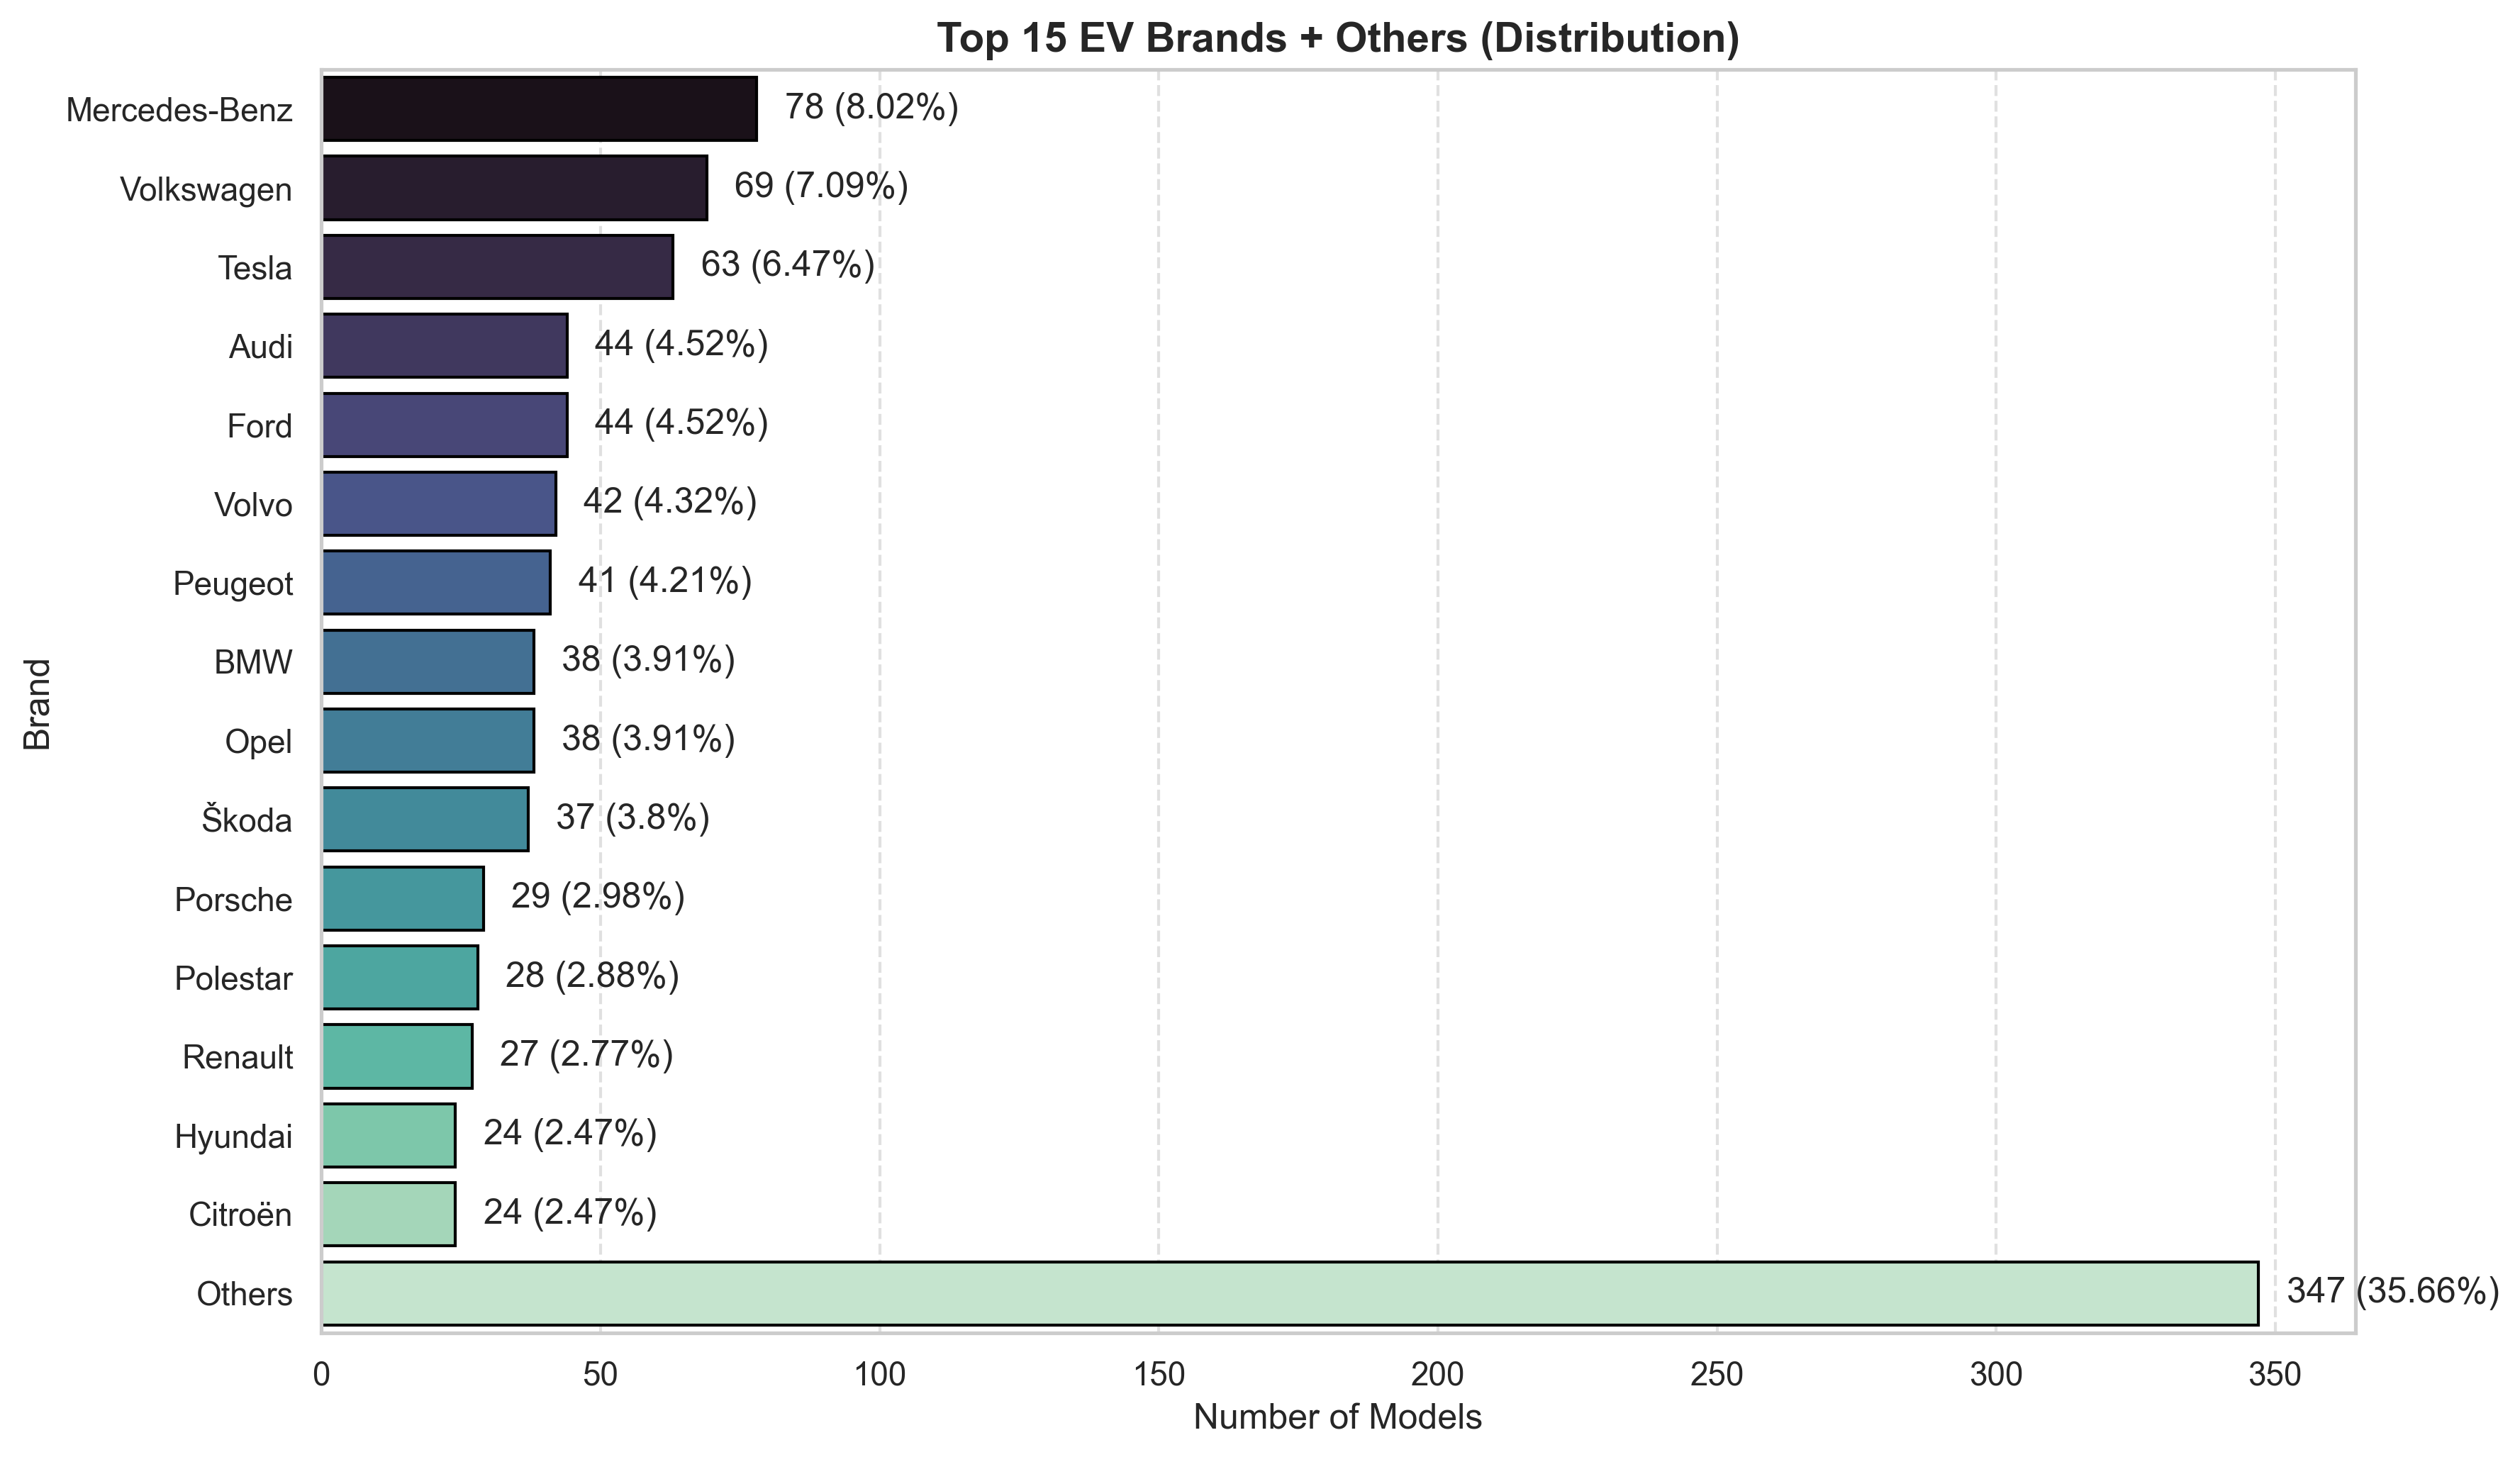 Top 15 EV Brands + Others (Distribution)
Mercedes-Benz 78 (8.02%)
Volkswagen 69 (7.09%)
Tesla 63 (6.47%)
Audi 44 (4.52%)
Ford 44 (4.52%)
Volvo 42 (4.32%)
Peugeot 41 (4.21%)
BMW 38 (3.91%)
Opel 38 (3.91%)
Škoda 37 (3.8%)
Porsche 29 (2.98%)
Polestar 28 (2.88%)
Renault 27 (2.77%)
Hyundai 24 (2.47%)
Citroën 24 (2.47%)
Others 347 (35.66%)
Brand
0 50 100 150 200 250 300 350
Number of Models